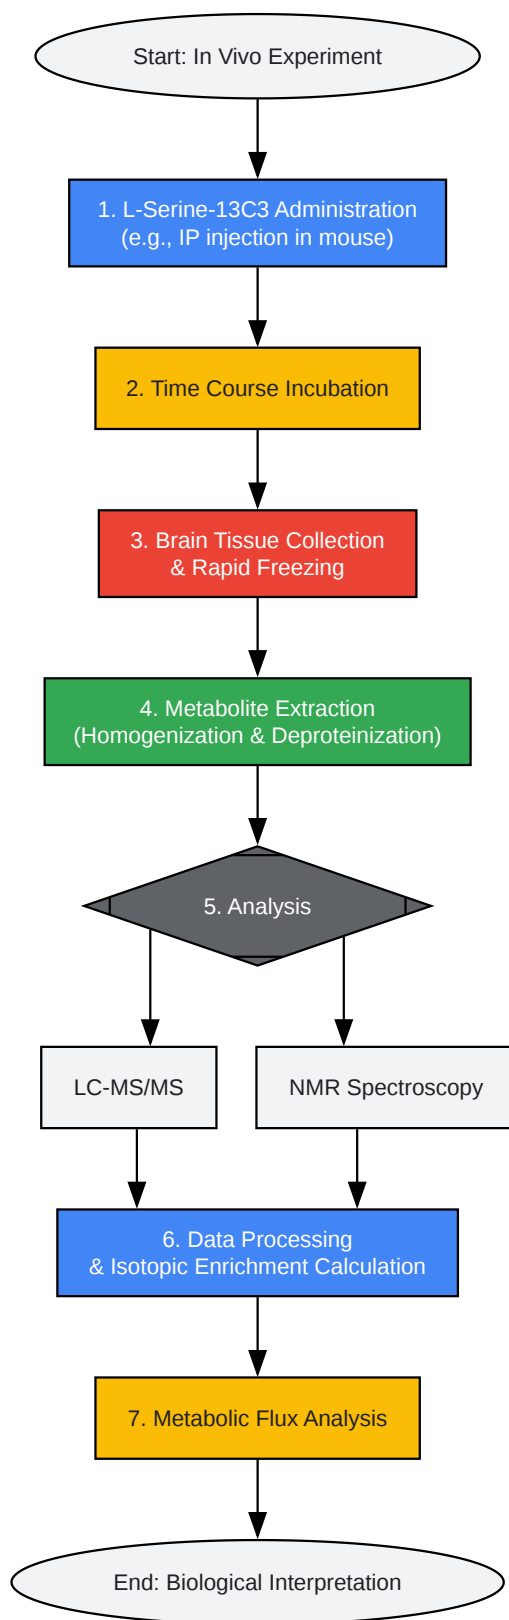 Start: In Vivo Experiment
1. L-Serine-13C3 Administration
(e.g., IP injection in mouse)
2. Time Course Incubation
3. Brain Tissue Collection
& Rapid Freezing
4. Metabolite Extraction
(Homogenization & Deproteinization)
5. Analysis
LC-MS/MS
NMR Spectroscopy
6. Data Processing
& Isotopic Enrichment Calculation
7. Metabolic Flux Analysis
End: Biological Interpretation